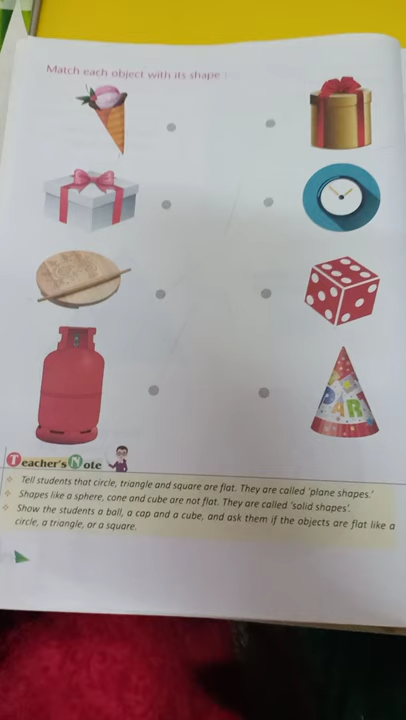 Match each object with its shape :
PAR
Teacher's Note
Tell students that circle, triangle and square are flat. They are called 'plane shapes.'
Shapes like a sphere, cone and cube are not flat. They are called 'solid shapes'.
Show the students a ball, a cap and a cube, and ask them if the objects are flat like a
circle, a triangle, or a square.